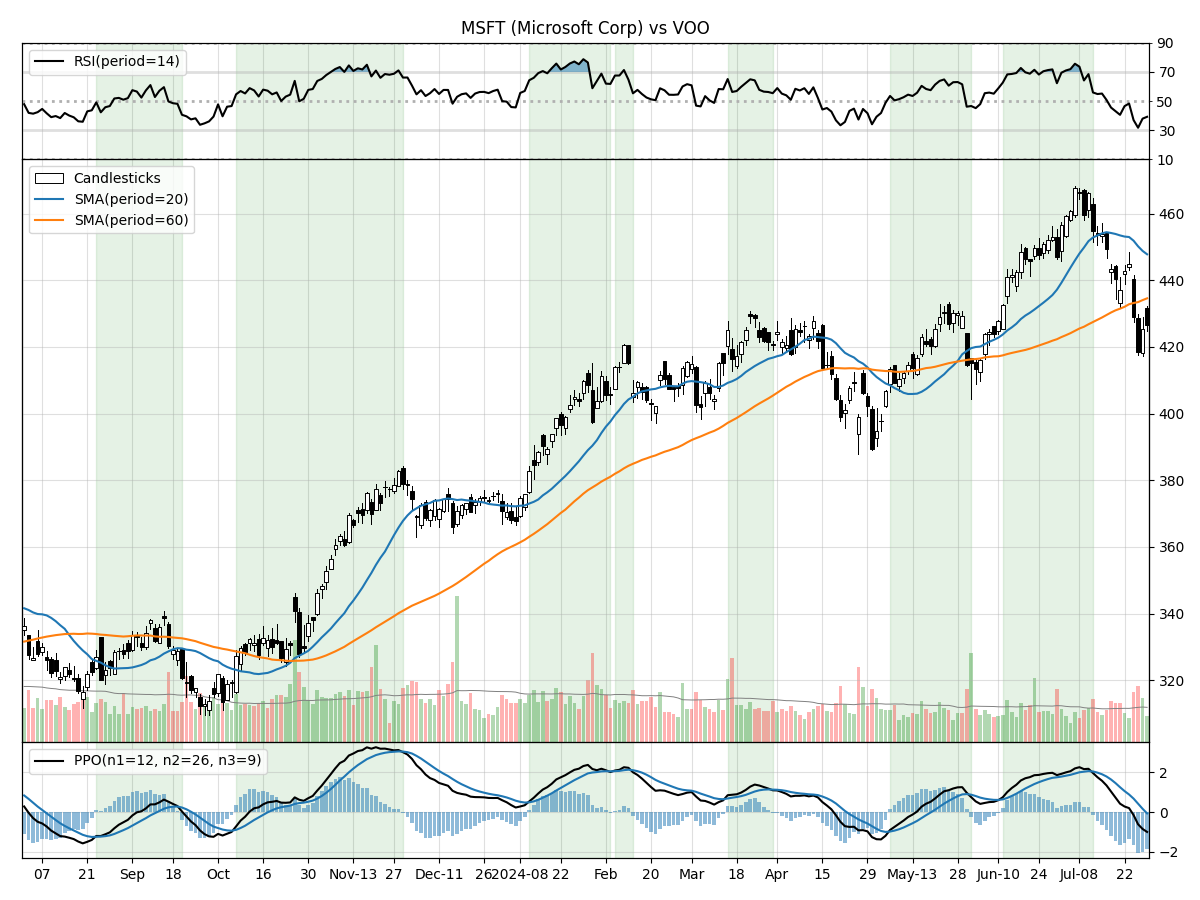 MSFT (Microsoft Corp) vs VOO
RSI(period=14)
90
70
50
30
10
Candlesticks
SMA(period=20)
SMA(period=60)
460
440
420
400
380
360
340
320
PPO(n1=12, n2=26, n3=9)
2
0
−2
07 21 Sep 18 Oct 16 30 Nov-13 27 Dec-11 26 2024-08 22 Feb 20 Mar 18 Apr 15 29 May-13 28 Jun-10 24 Jul-08 22